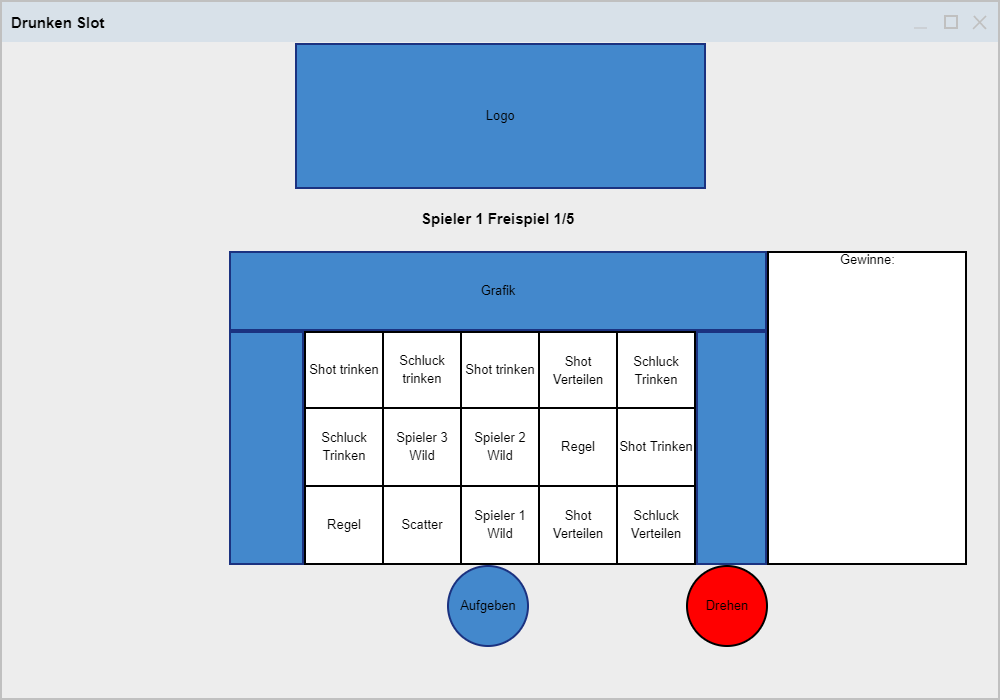 Drunken Slot
Logo
Spieler 1 Freispiel 1/5
Grafik
Gewinne:
Shot trinken
Schluck
trinken
Shot trinken
Shot
Verteilen
Schluck
Trinken
Schluck
Trinken
Spieler 3
Wild
Spieler 2
Wild
Regel
Shot Trinken
Regel
Scatter
Spieler 1
Wild
Shot
Verteilen
Schluck
Verteilen
Aufgeben
Drehen